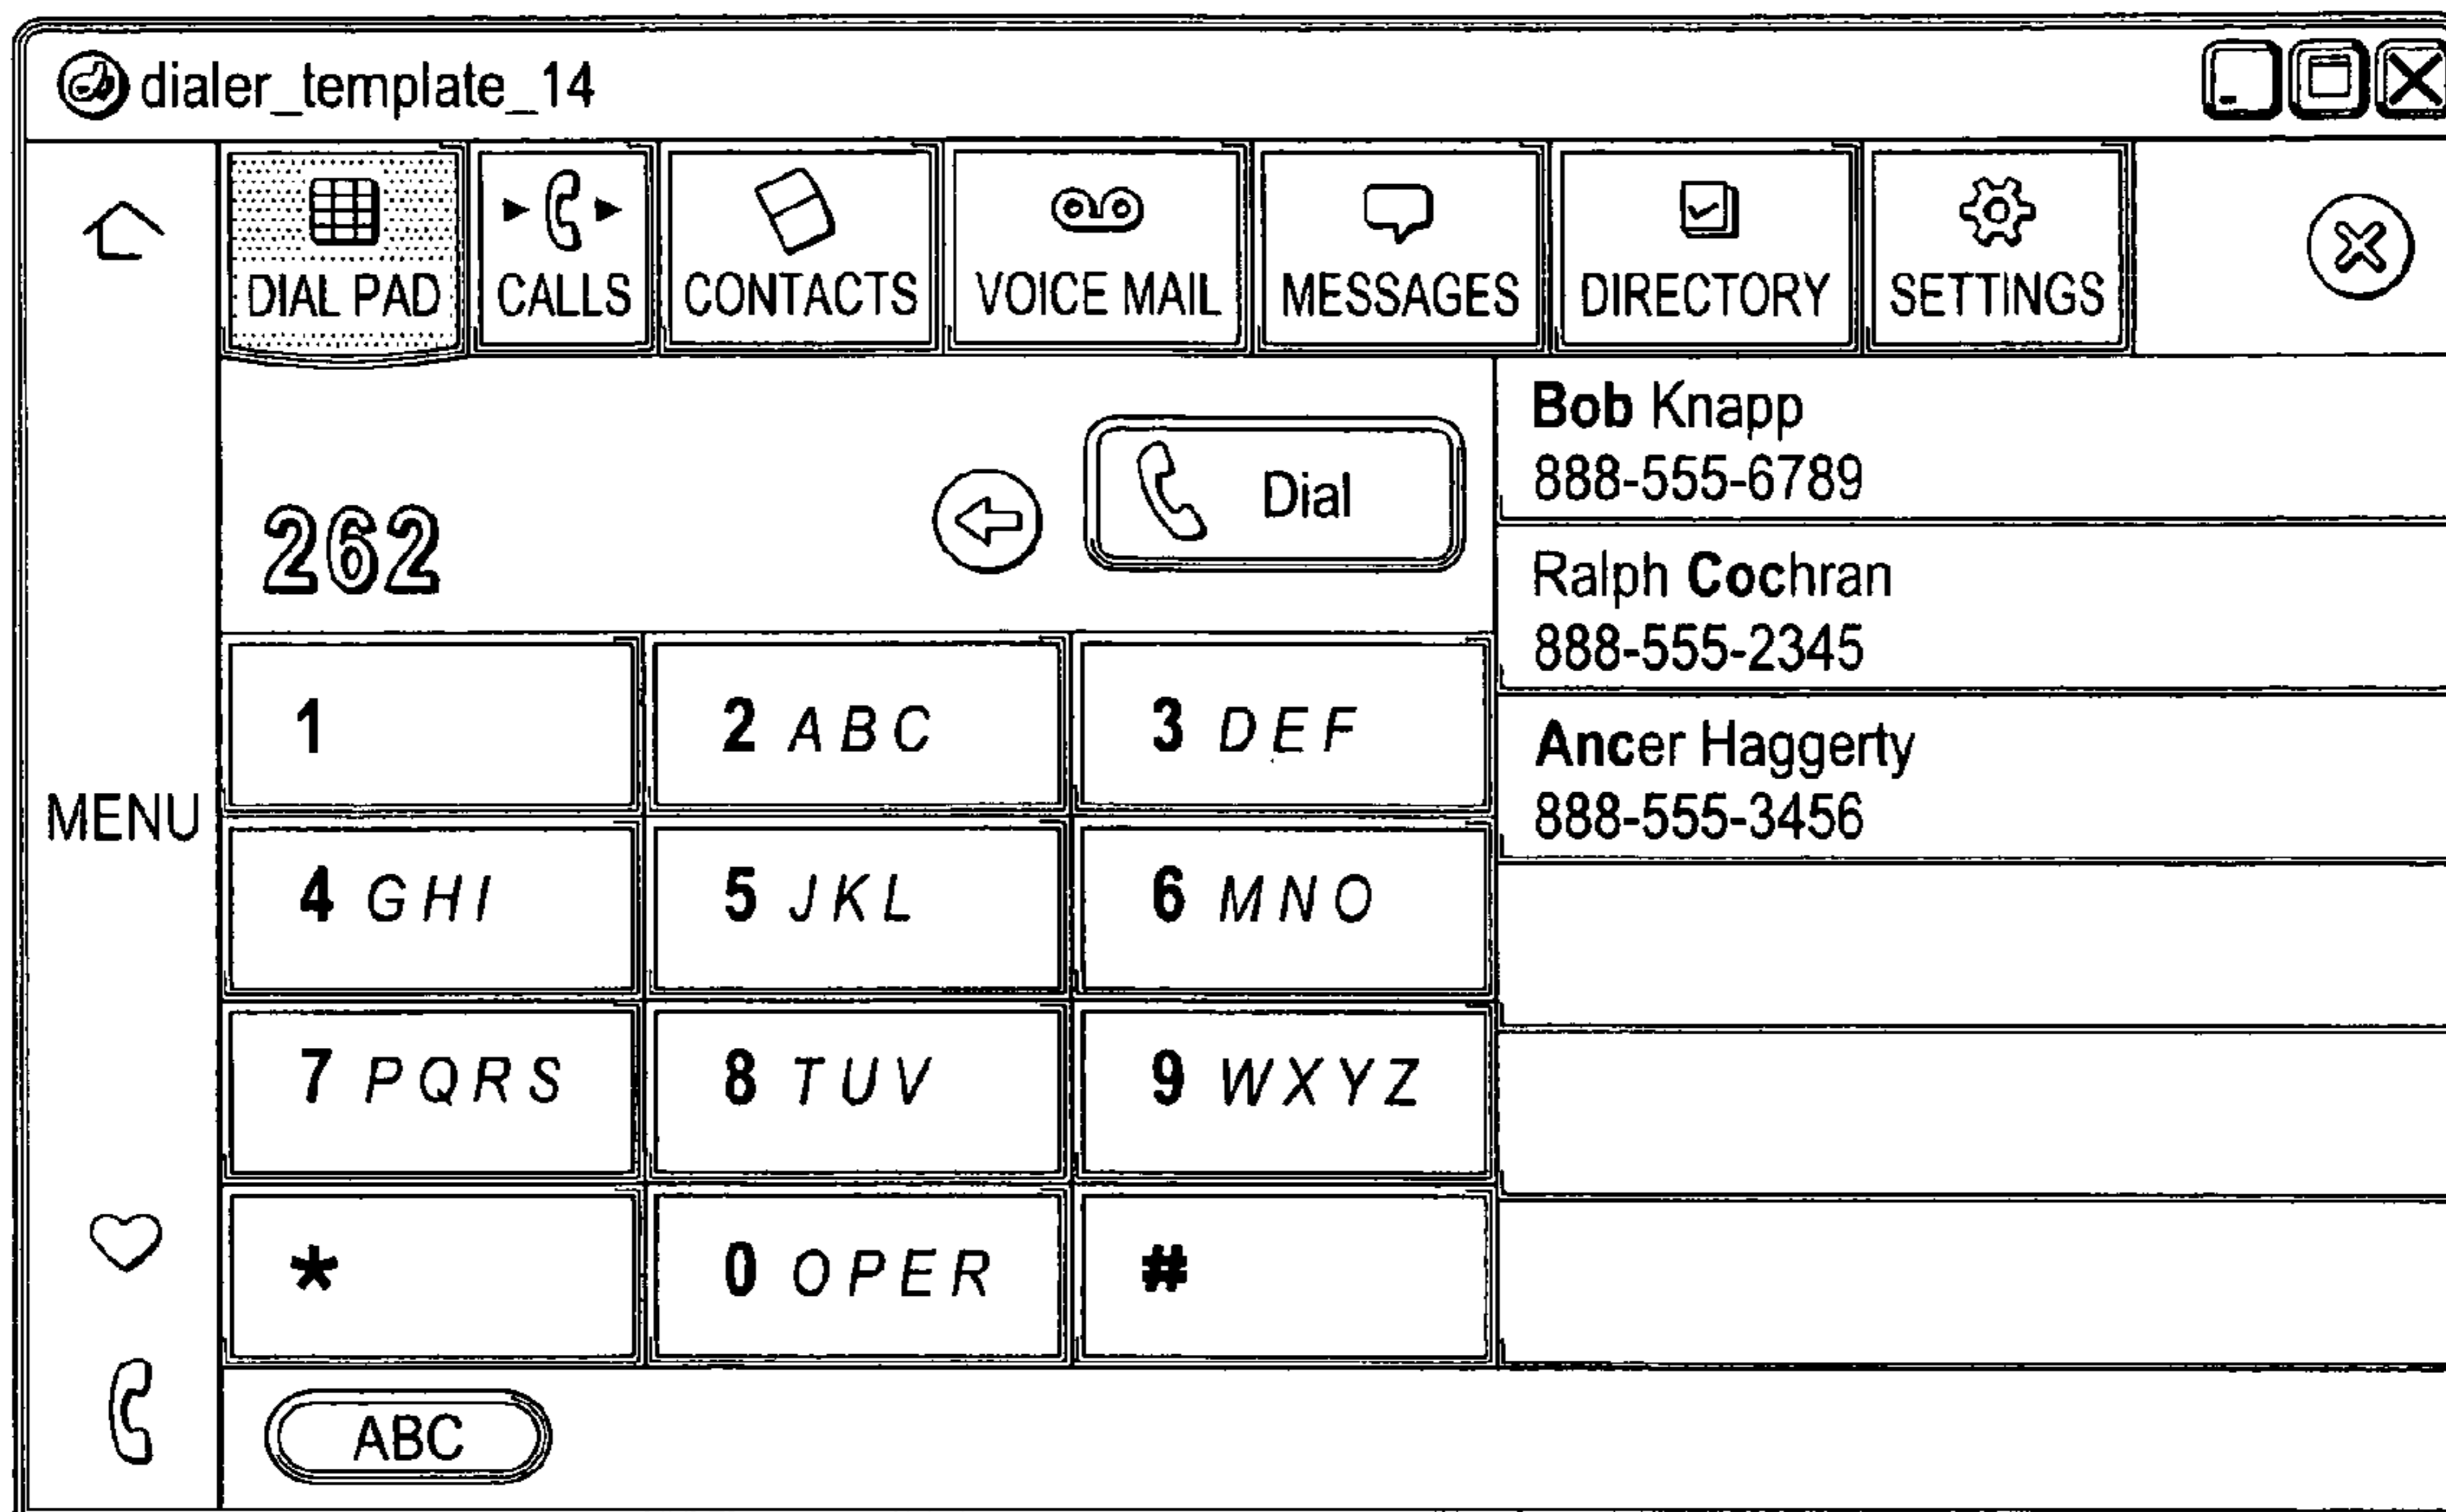 dialer_template_14
DIAL PAD
CALLS
CONTACTS
VOICE MAIL
MESSAGES
DIRECTORY
SETTINGS
MENU
262
Dial
1
2 ABC
3 DEF
4 GHI
5 JKL
6 MNO
7 PQRS
8 TUV
9 WXYZ
*
0 OPER
#
ABC
Bob Knapp
888-555-6789
Ralph Cochran
888-555-2345
Ancer Haggerty
888-555-3456